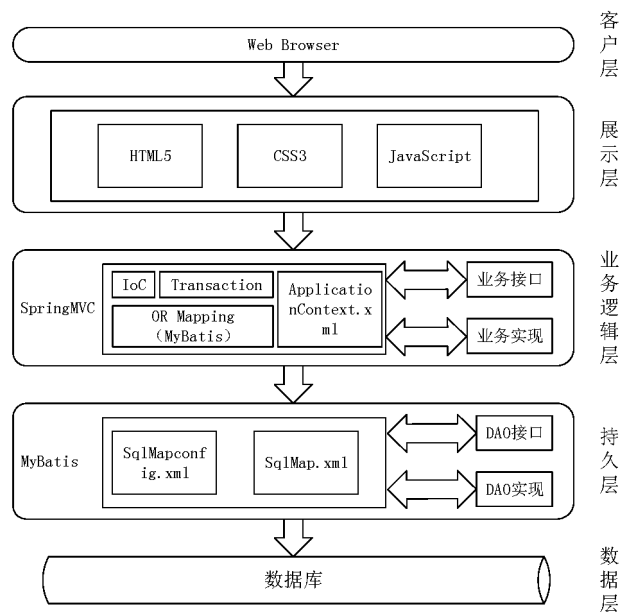 Web Browser
客
户
层
HTML5
CSS3
JavaScript
展
示
层
SpringMVC
IoC
Transaction
OR Mapping
（MyBatis）
Applicatio
nContext.x
ml
业务接口
业务实现
业
务
逻
辑
层
MyBatis
SqlMapconf
ig.xml
SqlMap.xml
DAO接口
DAO实现
持
久
层
数据库
数
据
层